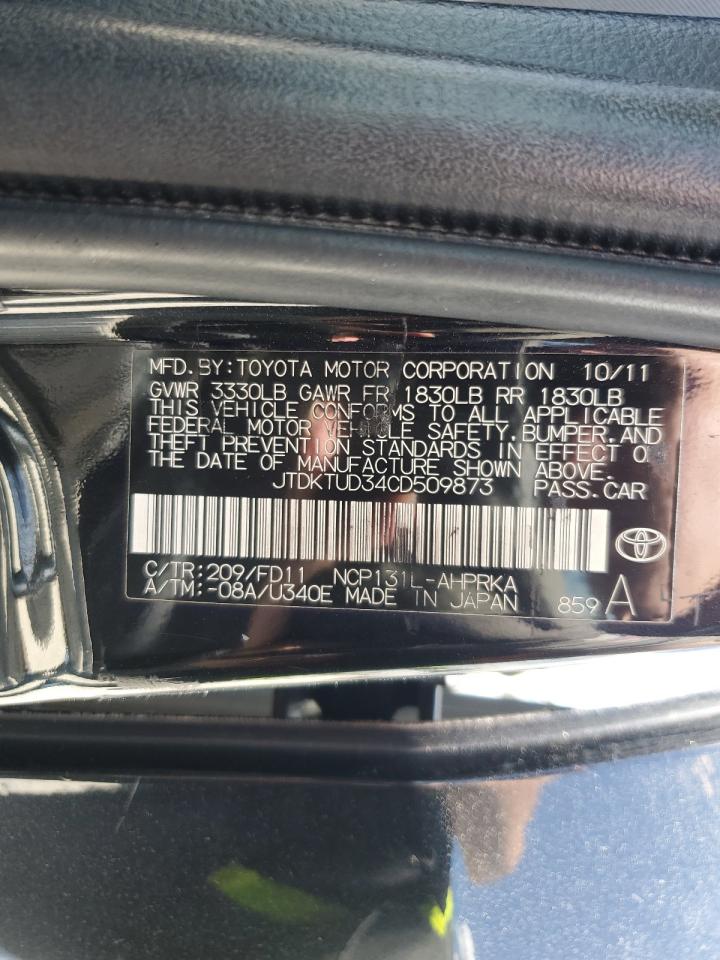 MFD. BY: TOYOTA MOTOR CORPORATION 10/11
GVWR 3330LB GAWR FR 1830LB RR 1830LB
THIS VEHICLE CONFORMS TO ALL APPLICABLE
FEDERAL MOTOR VEHICLE SAFETY, BUMPER, AND
THEFT PREVENTION STANDARDS IN EFFECT O
THE DATE OF MANUFACTURE SHOWN ABOVE.
JTDKTUD34CD509873 PASS. CAR
C/TR: 209/FD11 NCP131L-AHPRKA
A/TM: -08A/U340E MADE IN JAPAN 859 A